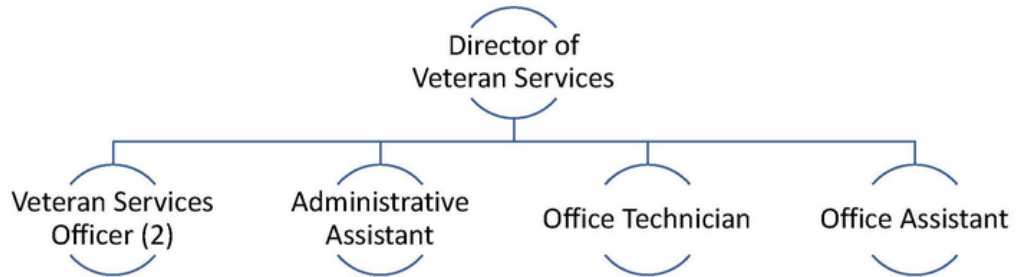 Director of
Veteran Services
Veteran Services
Officer (2)
Administrative
Assistant
Office Technician
Office Assistant